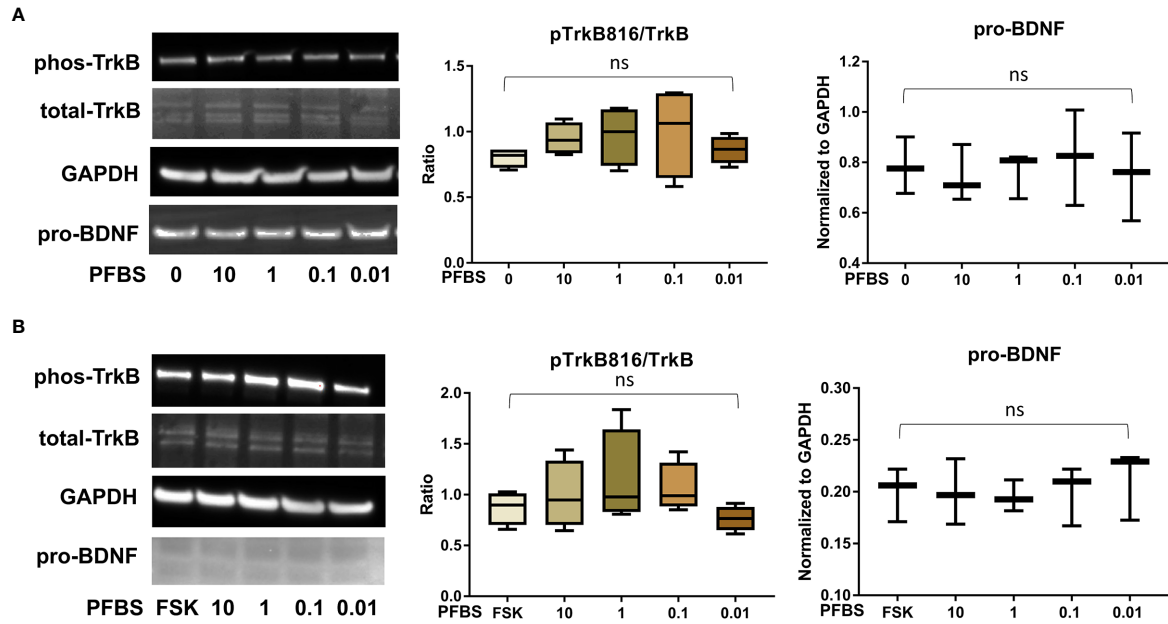 A
phos-TrkB
total-TrkB
GAPDH
pro-BDNF
PFBS 0 10 1 0.1 0.01
pTrkB816/TrkB
ns
1.5
1.0
0.5
0.0
Ratio
PFBS 0 10 1 0.1 0.01
pro-BDNF
ns
1.2
1.0
0.8
0.6
0.4
Normalized to GAPDH
PFBS 0 10 1 0.1 0.01
B
phos-TrkB
total-TrkB
GAPDH
pro-BDNF
PFBS FSK 10 1 0.1 0.01
pTrkB816/TrkB
ns
2.0
1.5
1.0
0.5
0.0
Ratio
PFBS FSK 10 1 0.1 0.01
pro-BDNF
ns
0.30
0.25
0.20
0.15
0.10
Normalized to GAPDH
PFBS FSK 10 1 0.1 0.01